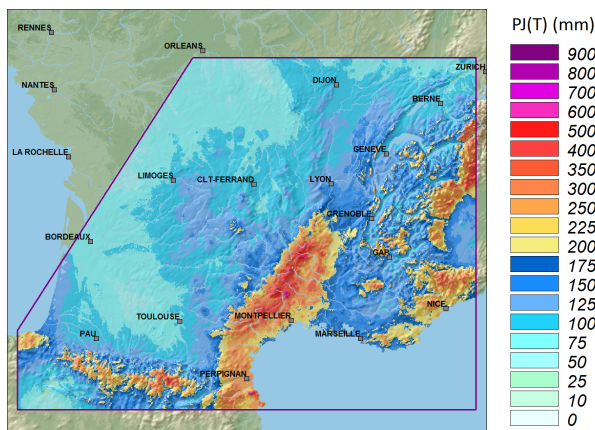 PJ(T) (mm)
RENNES
ORLEANS
ZURICH
DIJON
NANTES
BERNE
LA ROCHELLE
GENEVE
LIMOGES
CLT-FERRAND
LYON
GRENOBLE
BORDEAUX
GAP
NICE
TOULOUSE
MONTPELLIER
PAU
MARSEILLE
PERPIGNAN
900
800
700
600
500
400
350
300
250
225
200
175
150
125
100
75
50
25
10
0